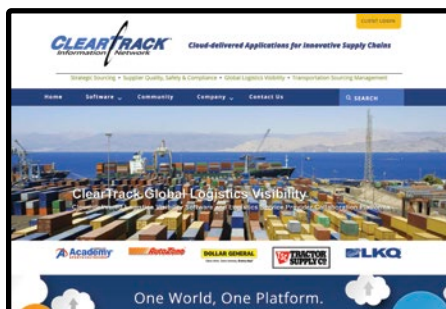 CLIENT LOGIN
CLEARTRACK™
Information Network
Cloud-delivered Applications for Innovative Supply Chains
Strategic Sourcing • Supplier Quality, Safety & Compliance • Global Logistics Visibility • Transportation Sourcing Management
Home Software Community Company Contact Us SEARCH
ClearTrack Global Logistics Visibility
Academy AutoZone DOLLAR GENERAL TRACTOR SUPPLY CO LKQ
One World, One Platform.